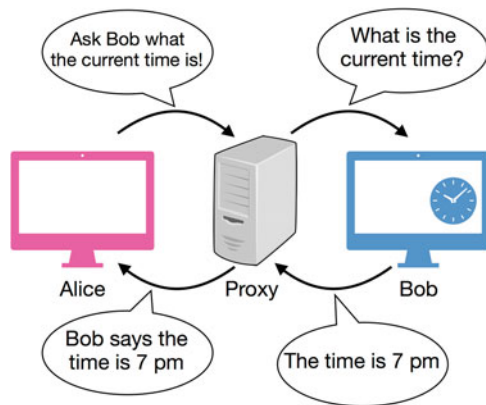 Ask Bob what
the current time is!
What is the
current time?
Alice
Proxy
Bob
Bob says the
time is 7 pm
The time is 7 pm